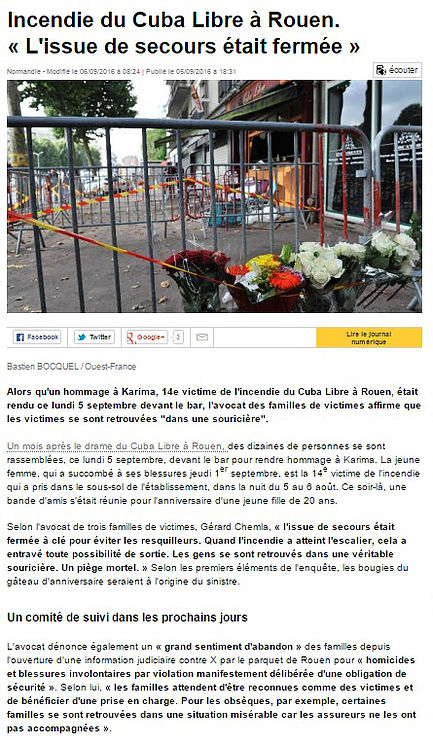 Incendie du Cuba Libre à Rouen.
« L'issue de secours était fermée »
Normandie - Modifié le 06/09/2016 à 08:24 | Publié le 05/09/2016 à 18:31
écouter
Facebook
Twitter
Google+
3
Lire le journal
numérique
Bastien BOCQUEL / Ouest-France
Alors qu'un hommage à Karima, 14e victime de l'incendie du Cuba Libre à Rouen, était
rendu ce lundi 5 septembre devant le bar, l'avocat des familles de victimes affirme que
les victimes se sont retrouvées "dans une souricière".
Un mois après le drame du Cuba Libre à Rouen, des dizaines de personnes se sont
rassemblées, ce lundi 5 septembre, devant le bar pour rendre hommage à Karima. La jeune
femme, qui a succombé à ses blessures jeudi 1er septembre, est la 14e victime de l'incendie
qui a pris dans le sous-sol de l'établissement, dans la nuit du 5 au 6 août. Ce soir-là, une
bande d'amis s'était réunie pour l'anniversaire d'une jeune fille de 20 ans.
Selon l'avocat de trois familles de victimes, Gérard Chemla, « l'issue de secours était
fermée à clé pour éviter les resquilleurs. Quand l'incendie a atteint l'escalier, cela a
entravé toute possibilité de sortie. Les gens se sont retrouvés dans une véritable
souricière. Un piège mortel. » Selon les premiers éléments de l'enquête, les bougies du
gâteau d'anniversaire seraient à l'origine du sinistre.
Un comité de suivi dans les prochains jours
L'avocat dénonce également un « grand sentiment d'abandon » des familles depuis
l'ouverture d'une information judiciaire contre X par le parquet de Rouen pour « homicides
et blessures involontaires par violation manifestement délibérée d'une obligation de
sécurité ». Selon lui, « les familles attendent d'être reconnues comme des victimes et
de bénéficier d'une prise en charge. Pour les obsèques, par exemple, certaines
familles se sont retrouvées dans une situation misérable car les assureurs ne les ont
pas accompagnées ».